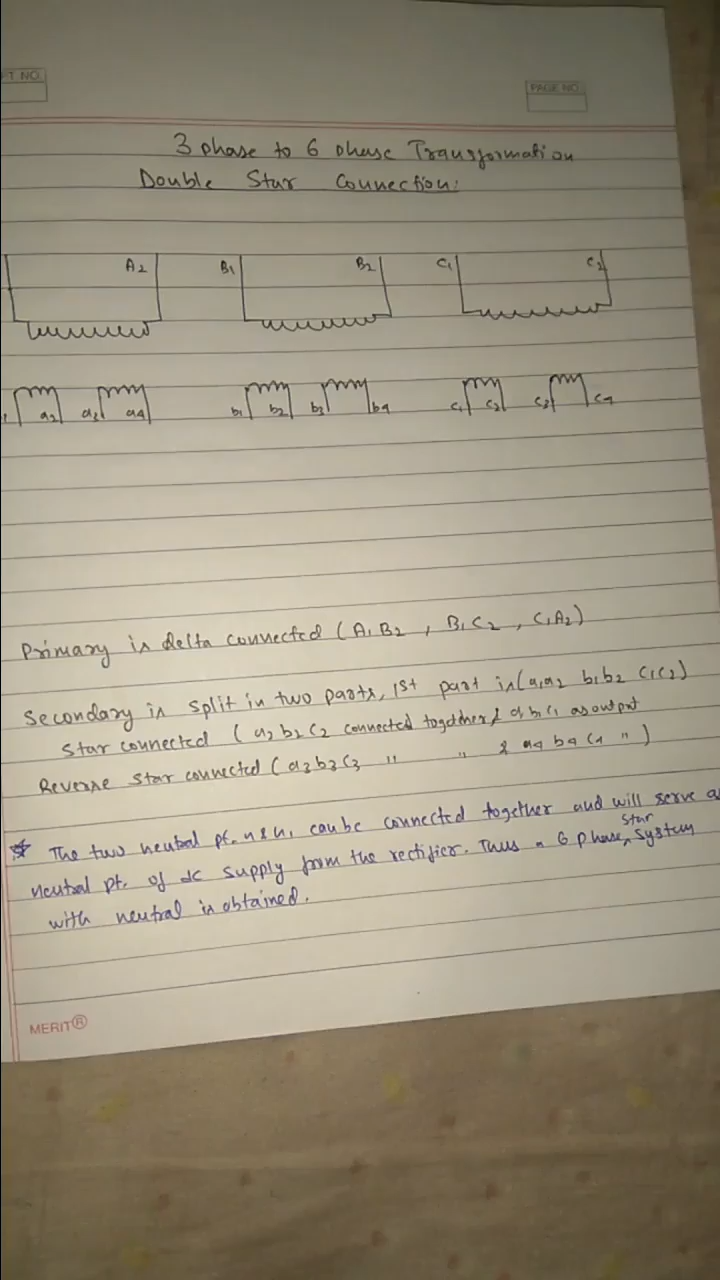 PT NO.
PAGE NO.
3 phase to 6 phase Transformation
Double Star Connection:
A2 B1 B2 C1 C2
1 a2 a3 a4 b1 b2 b3 b4 c1 c2 c3 c4
Primary is delta connected (A1B2, B1C2, C1A2)
Secondary is split in two parts, 1st part is (a1a2 b1b2 c1c2)
Star connected (a2 b2 c2 connected together & a1 b1 c1 as output
Reverse star connected (a3 b3 c3 " " & a4 b4 c4 ")
* The two neutral pt. n & n1 can be connected together and will serve a
neutral pt. of dc supply from the rectifier. Thus a 6 phase star system
with neutral is obtained.
MERIT®